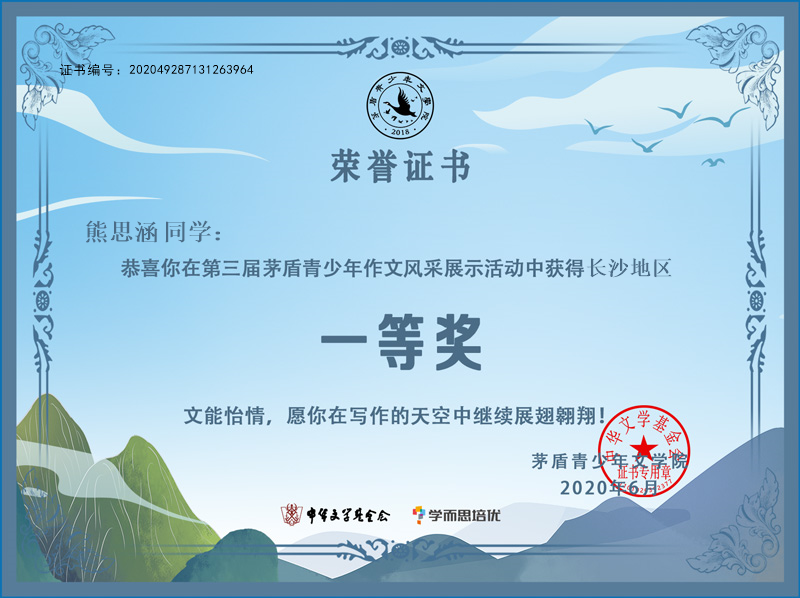 证书编号：202049287131263964
茅盾青少年文学院
·2018·
荣誉证书
熊思涵同学：
恭喜你在第三届茅盾青少年作文风采展示活动中获得长沙地区
一等奖
文能怡情，愿你在写作的天空中继续展翅翱翔！
中华文学基金会
证书专用章
茅盾青少年文学院
2020年6月
中华文学基金会
学而思培优